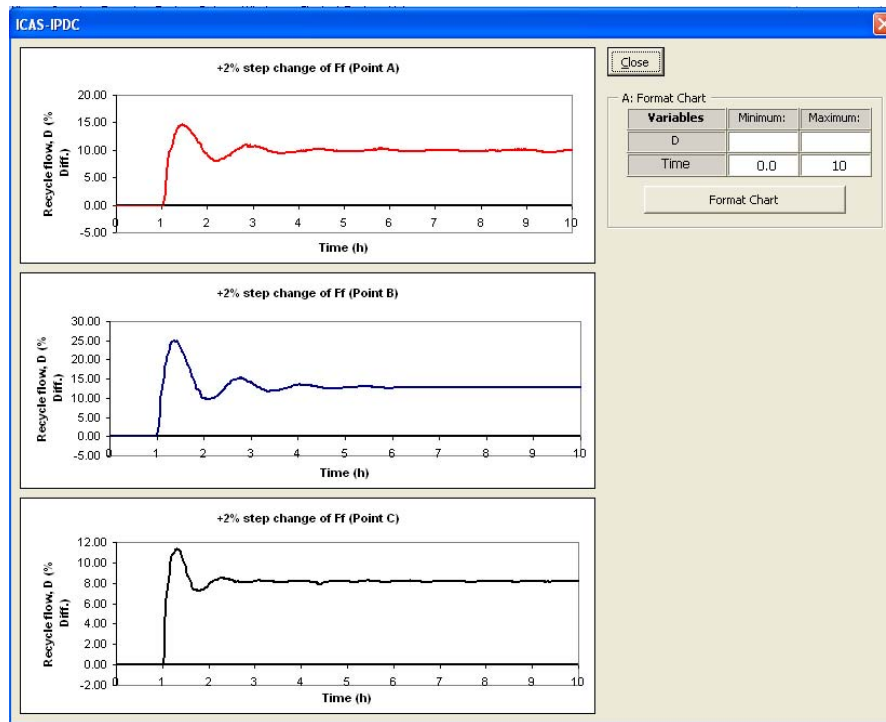 ICAS-IPDC
+2% step change of Ff (Point A)
Recycle flow, D (%
Diff.)
20.00
15.00
10.00
5.00
0.00
-5.00
0 1 2 3 4 5 6 7 8 9 10
Time (h)
+2% step change of Ff (Point B)
Recycle flow, D (%
Diff.)
30.00
25.00
20.00
15.00
10.00
5.00
0.00
-5.00
0 1 2 3 4 5 6 7 8 9 10
Time (h)
+2% step change of Ff (Point C)
Recycle flow, D (%
Diff.)
12.00
10.00
8.00
6.00
4.00
2.00
0.00
-2.00
0 1 2 3 4 5 6 7 8 9 10
Time (h)
Close
A: Format Chart
Variables Minimum: Maximum:
D
Time 0.0 10
Format Chart